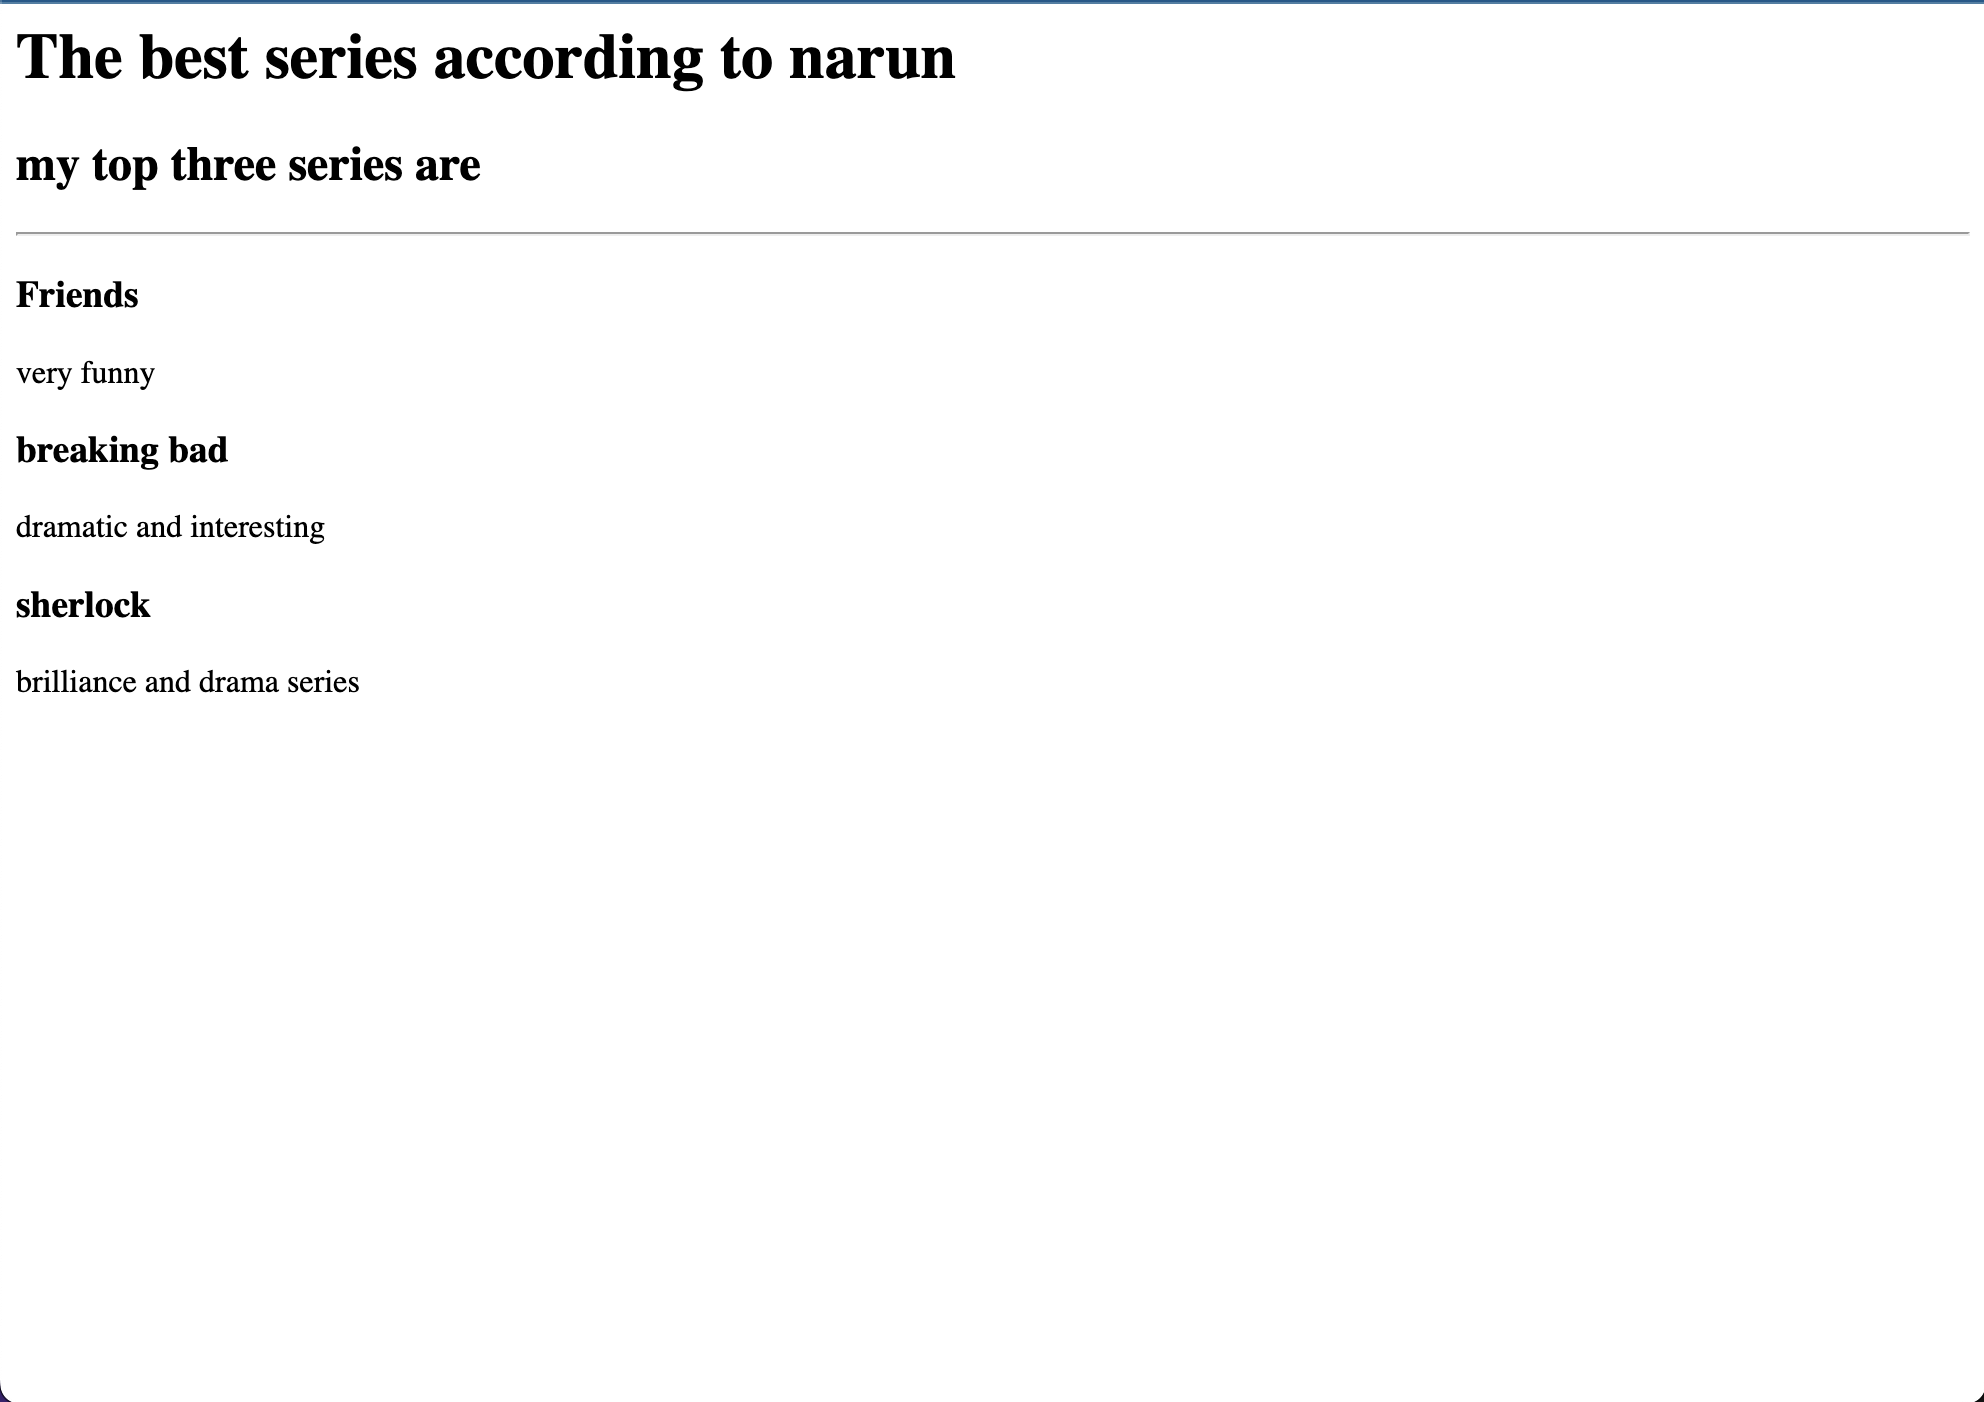 The best series according to narun
my top three series are
Friends
very funny
breaking bad
dramatic and interesting
sherlock
brilliance and drama series